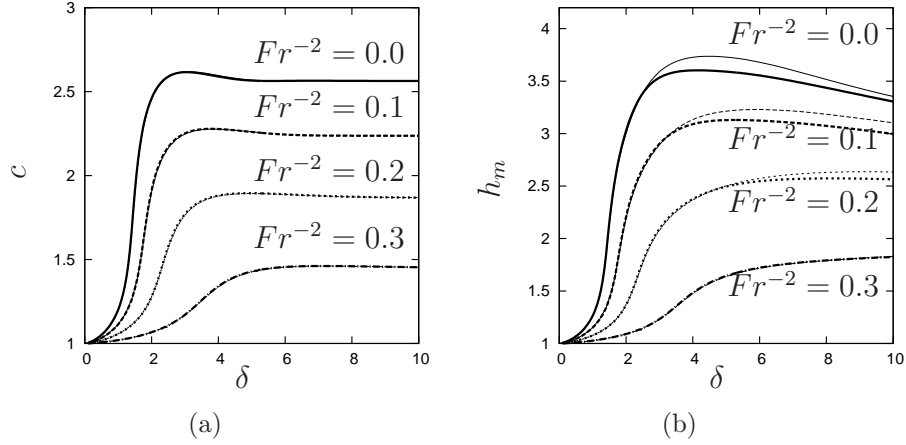 3
2.5
2
1.5
1
c
Fr⁻² = 0.0
Fr⁻² = 0.1
Fr⁻² = 0.2
Fr⁻² = 0.3
0 2 4 6 8 10
δ
(a)
4
3.5
3
2.5
2
1.5
1
h_m
Fr⁻² = 0.0
Fr⁻² = 0.1
Fr⁻² = 0.2
Fr⁻² = 0.3
0 2 4 6 8 10
δ
(b)